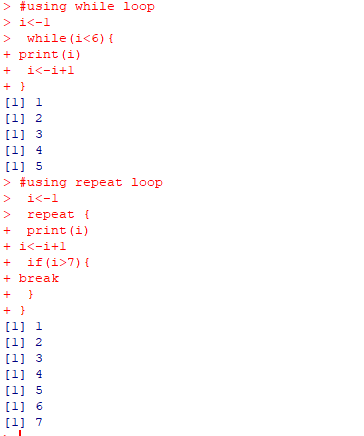 > #using while loop
> i<-1
>  while(i<6){
+ print(i)
+  i<-i+1
+ }
[1] 1
[1] 2
[1] 3
[1] 4
[1] 5
> #using repeat loop
>  i<-1
>  repeat {
+  print(i)
+ i<-i+1
+  if(i>7){
+ break
+  }
+ }
[1] 1
[1] 2
[1] 3
[1] 4
[1] 5
[1] 6
[1] 7
>